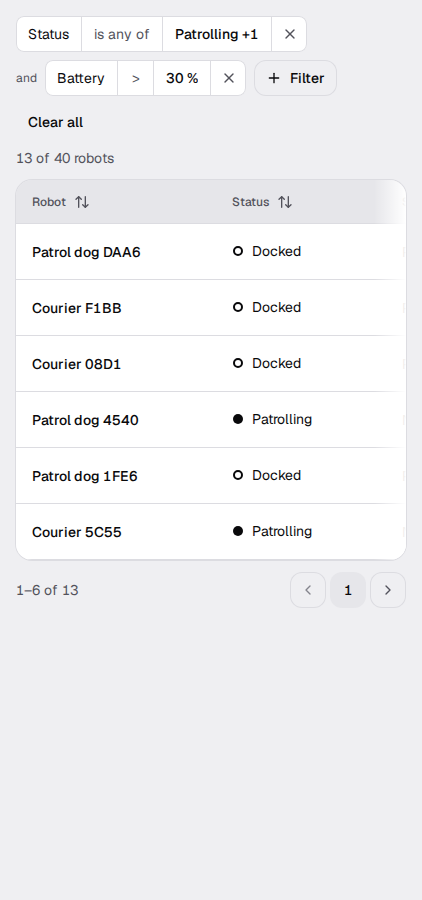 Status is any of Patrolling +1
and Battery > 30 % Filter
Clear all
13 of 40 robots
Robot Status
Patrol dog DAA6 Docked
Courier F1BB Docked
Courier 08D1 Docked
Patrol dog 4540 Patrolling
Patrol dog 1FE6 Docked
Courier 5C55 Patrolling
1–6 of 13 1